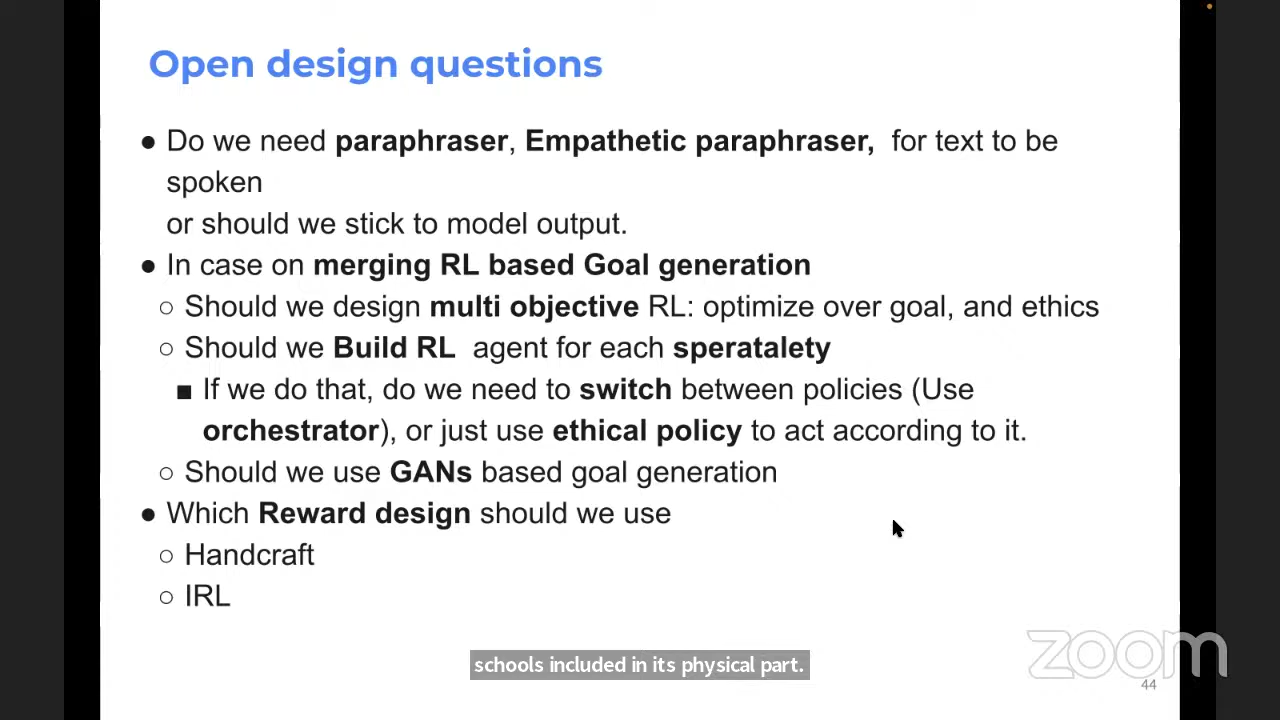 Open design questions
● Do we need paraphraser, Empathetic paraphraser, for text to be
spoken
or should we stick to model output.
● In case on merging RL based Goal generation
○ Should we design multi objective RL: optimize over goal, and ethics
○ Should we Build RL agent for each speratalety
■ If we do that, do we need to switch between policies (Use
orchestrator), or just use ethical policy to act according to it.
○ Should we use GANs based goal generation
● Which Reward design should we use
○ Handcraft
○ IRL
schools included in its physical part.
zoom
44